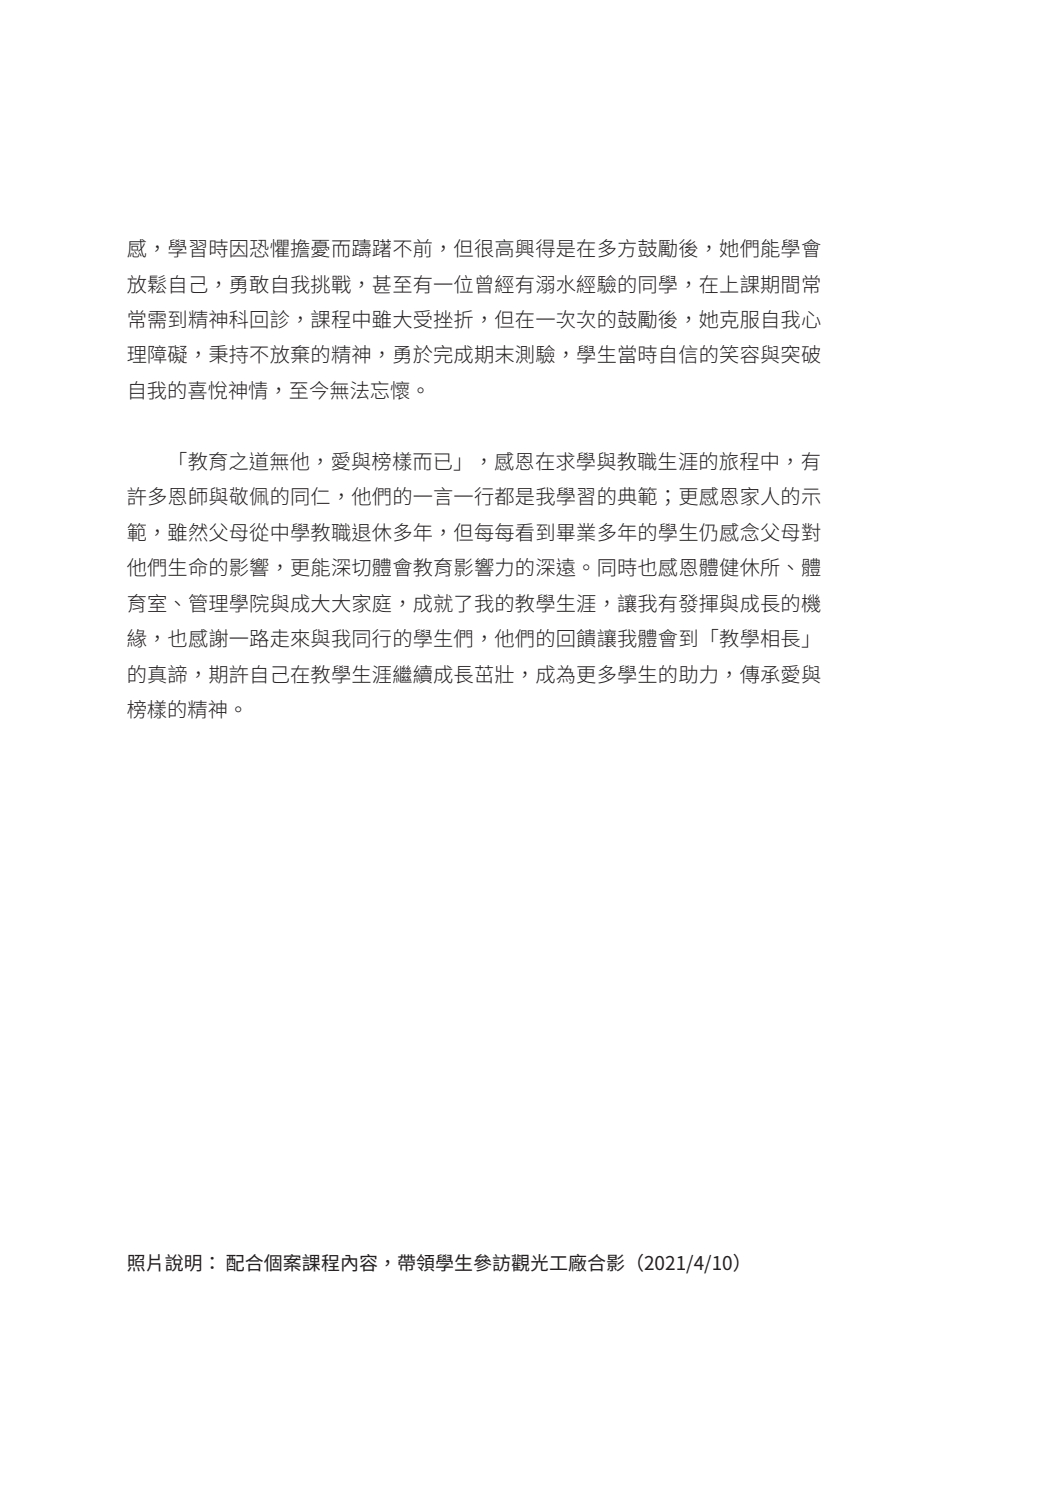 感，學習時因恐懼擔憂而躊躇不前，但很高興得是在多方鼓勵後，她們能學會
放鬆自己，勇敢自我挑戰，甚至有一位曾經有溺水經驗的同學，在上課期間常
常需到精神科回診，課程中雖大受挫折，但在一次次的鼓勵後，她克服自我心
理障礙，秉持不放棄的精神，勇於完成期末測驗，學生當時自信的笑容與突破
自我的喜悅神情，至今無法忘懷。
「教育之道無他，愛與榜樣而已」，感恩在求學與教職生涯的旅程中，有
許多恩師與敬佩的同仁，他們的一言一行都是我學習的典範；更感恩家人的示
範，雖然父母從中學教職退休多年，但每每看到畢業多年的學生仍感念父母對
他們生命的影響，更能深切體會教育影響力的深遠。同時也感恩體健休所、體
育室、管理學院與成大大家庭，成就了我的教學生涯，讓我有發揮與成長的機
緣，也感謝一路走來與我同行的學生們，他們的回饋讓我體會到「教學相長」
的真諦，期許自己在教學生涯繼續成長茁壯，成為更多學生的助力，傳承愛與
榜樣的精神。
照片說明： 配合個案課程內容，帶領學生參訪觀光工廠合影（2021/4/10）